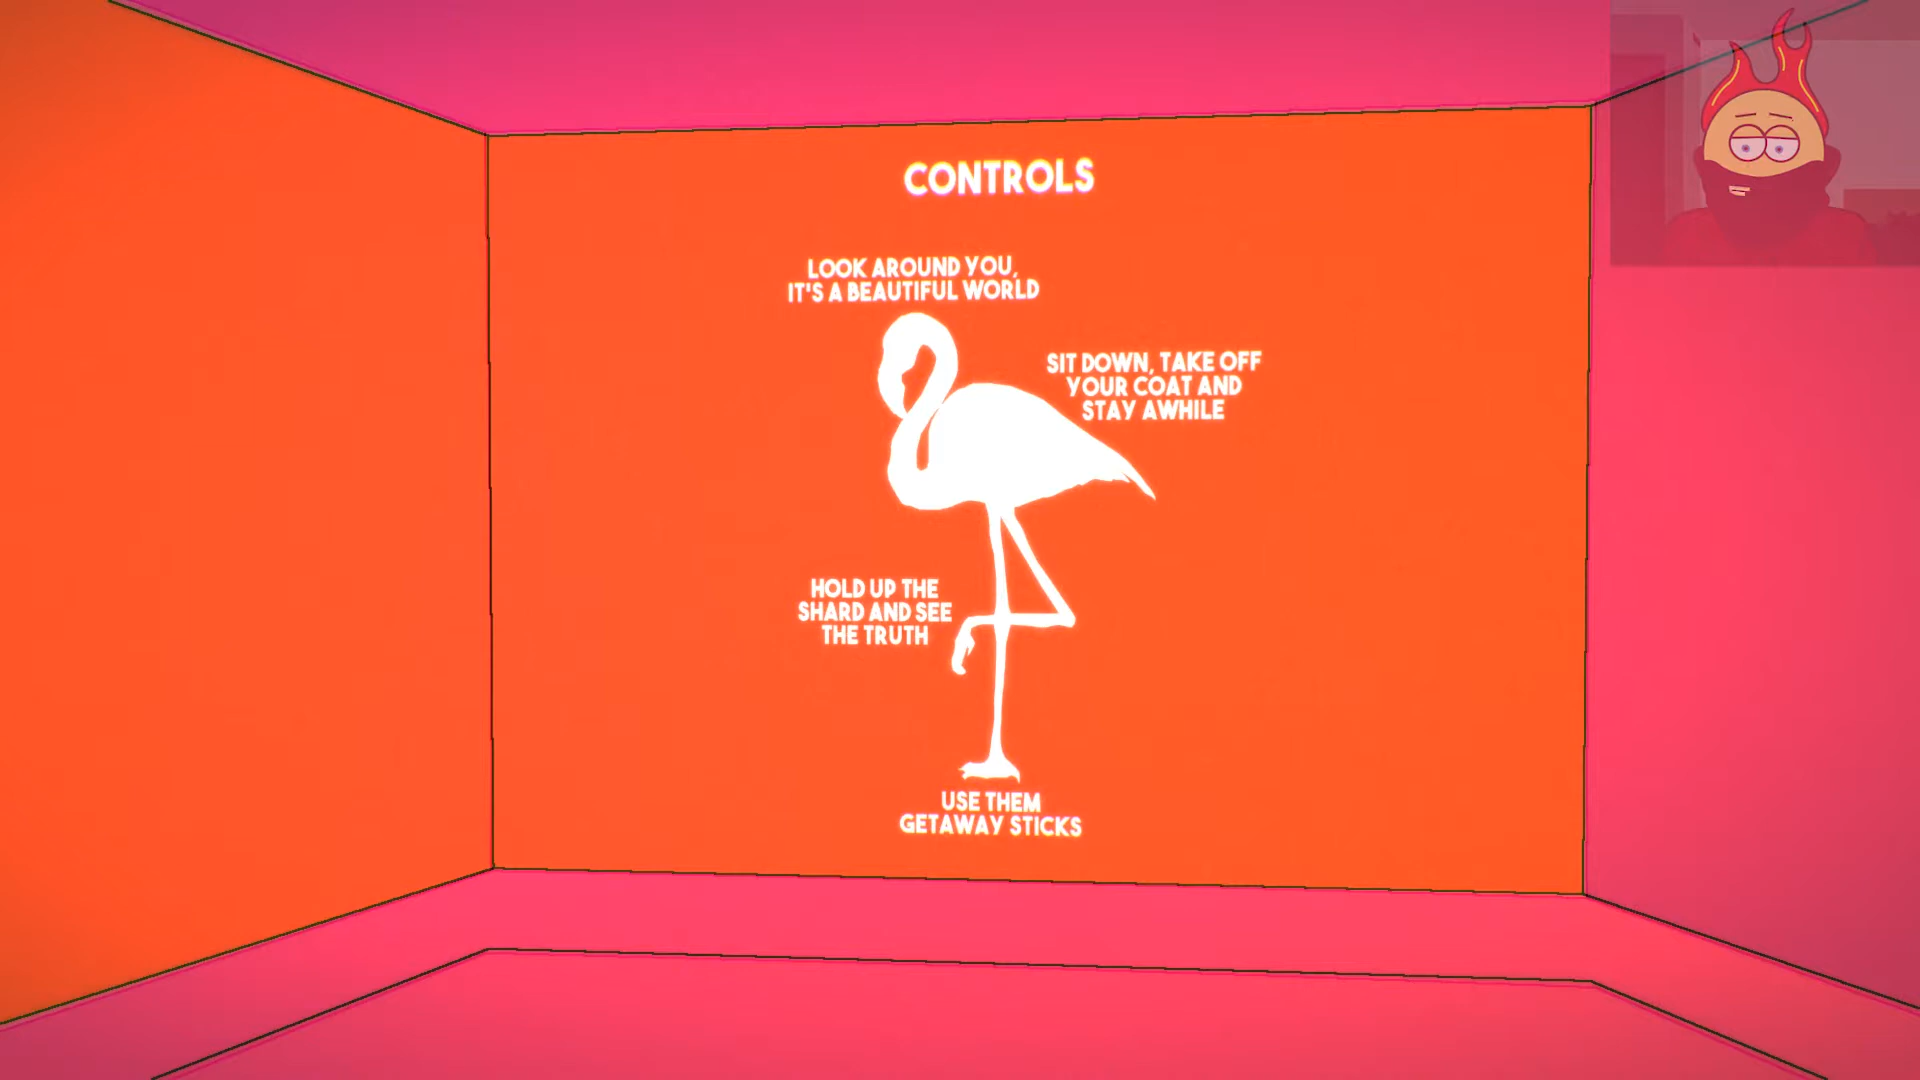 CONTROLS
LOOK AROUND YOU,
IT'S A BEAUTIFUL WORLD
SIT DOWN, TAKE OFF
YOUR COAT AND
STAY AWHILE
HOLD UP THE
SHARD AND SEE
THE TRUTH
USE THEM
GETAWAY STICKS